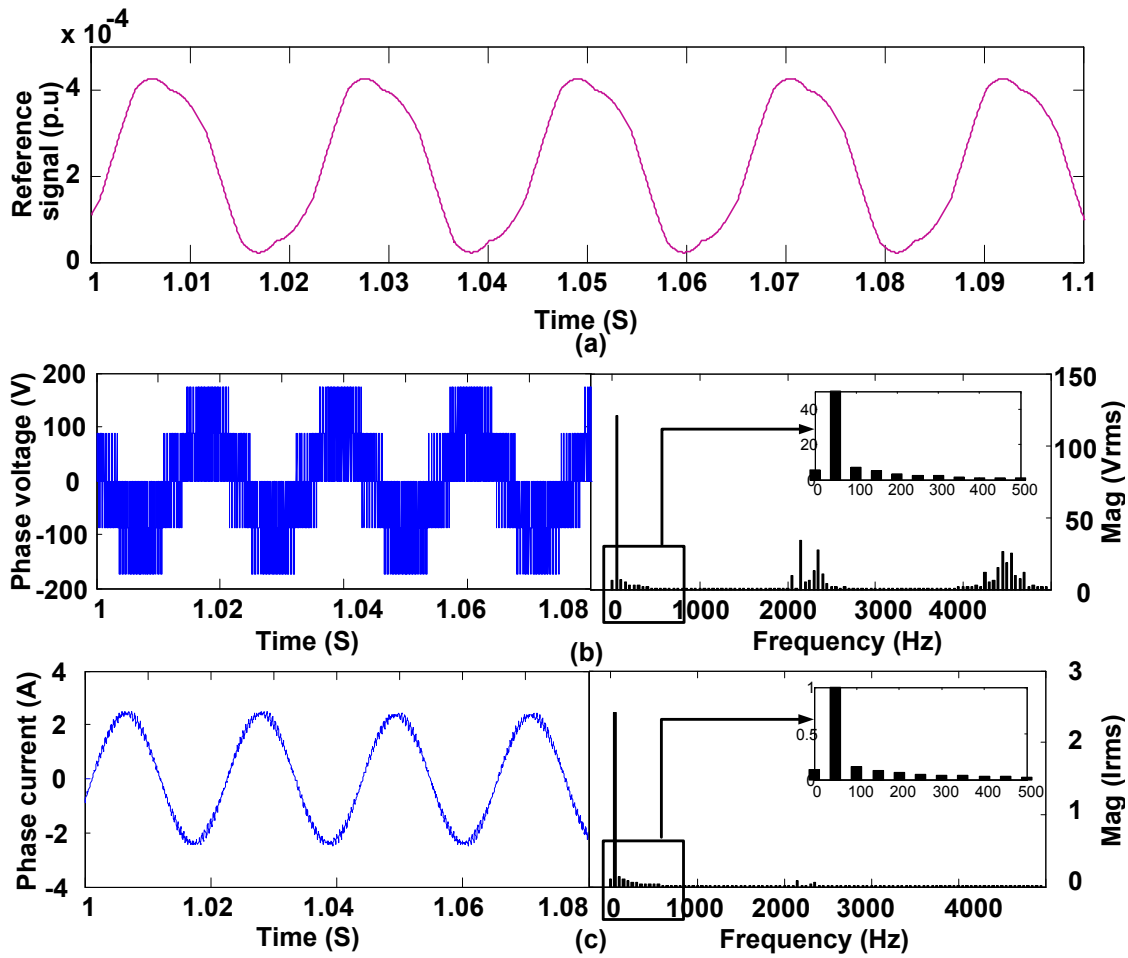 x 10
-4
Reference
signal (p.u)
4
2
0
1 1.01 1.02 1.03 1.04 1.05 1.06 1.07 1.08 1.09 1.1
Time (S)
(a)
Phase voltage (V)
200
100
0
-100
-200
1 1.02 1.04 1.06 1.08
Time (S)
40
20
0
0 100 200 300 400 500
150
100
50
0
Mag (Vrms)
0 1000 2000 3000 4000
Frequency (Hz)
(b)
Phase current (A)
4
2
0
-2
-4
1 1.02 1.04 1.06 1.08
Time (S)
1
0.5
0
0 100 200 300 400 500
3
2
1
0
Mag (Irms)
0 1000 2000 3000 4000
Frequency (Hz)
(c)